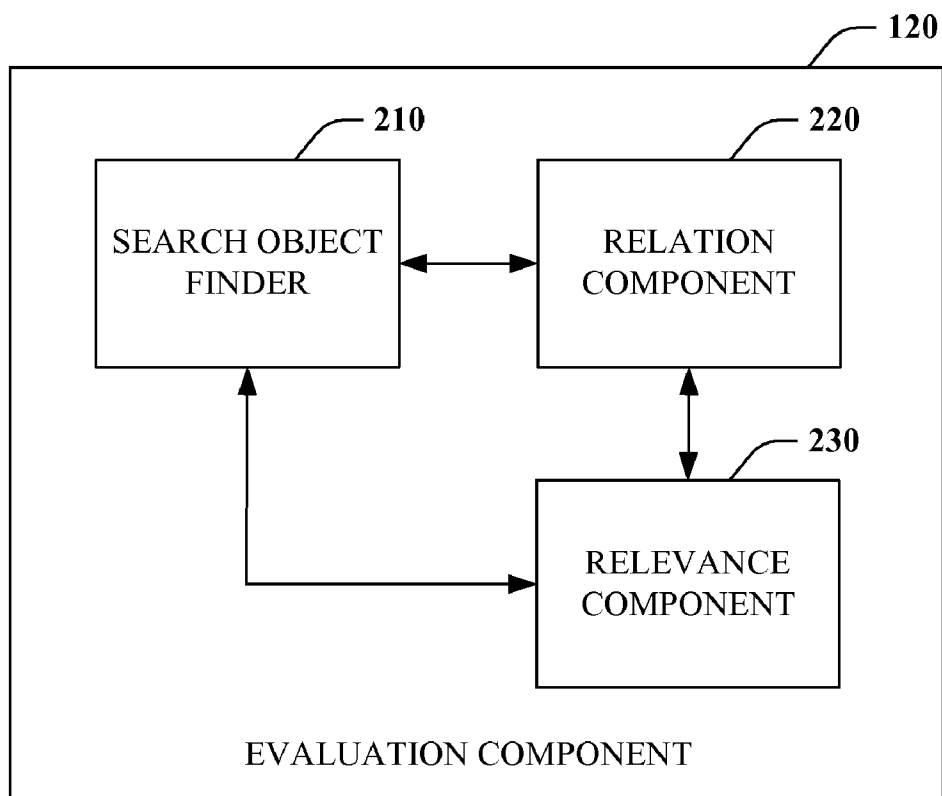 120
210
220
SEARCH OBJECT
FINDER
RELATION
COMPONENT
230
RELEVANCE
COMPONENT
EVALUATION COMPONENT